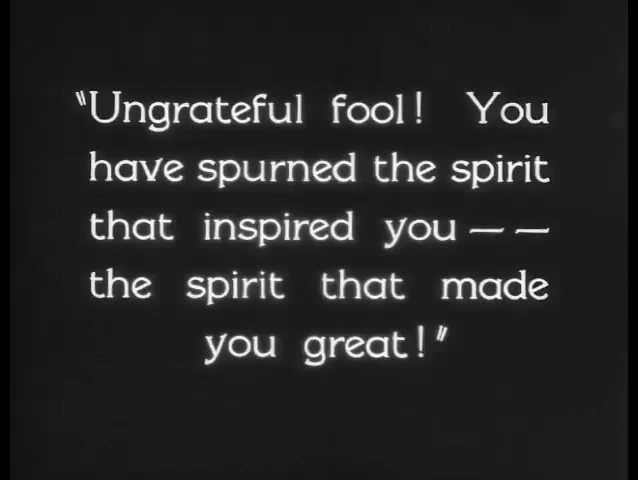 "Ungrateful fool! You
have spurned the spirit
that inspired you — —
the spirit that made
you great!"